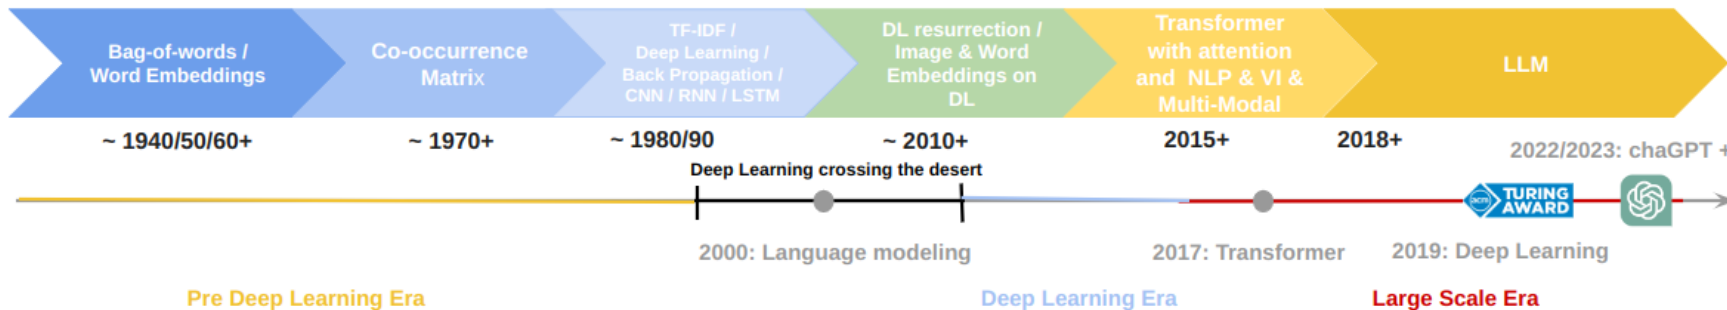 Bag-of-words /
Word Embeddings
Co-occurrence
Matrix
TF-IDF /
Deep Learning /
Back Propagation /
CNN / RNN / LSTM
DL resurrection /
Image & Word
Embeddings on
DL
Transformer
with attention
and NLP & VI &
Multi-Modal
LLM
~ 1940/50/60+
~ 1970+
~ 1980/90
~ 2010+
2015+
2018+
2022/2023: chaGPT +
Deep Learning crossing the desert
acm TURING
AWARD
2000: Language modeling
2017: Transformer
2019: Deep Learning
Pre Deep Learning Era
Deep Learning Era
Large Scale Era